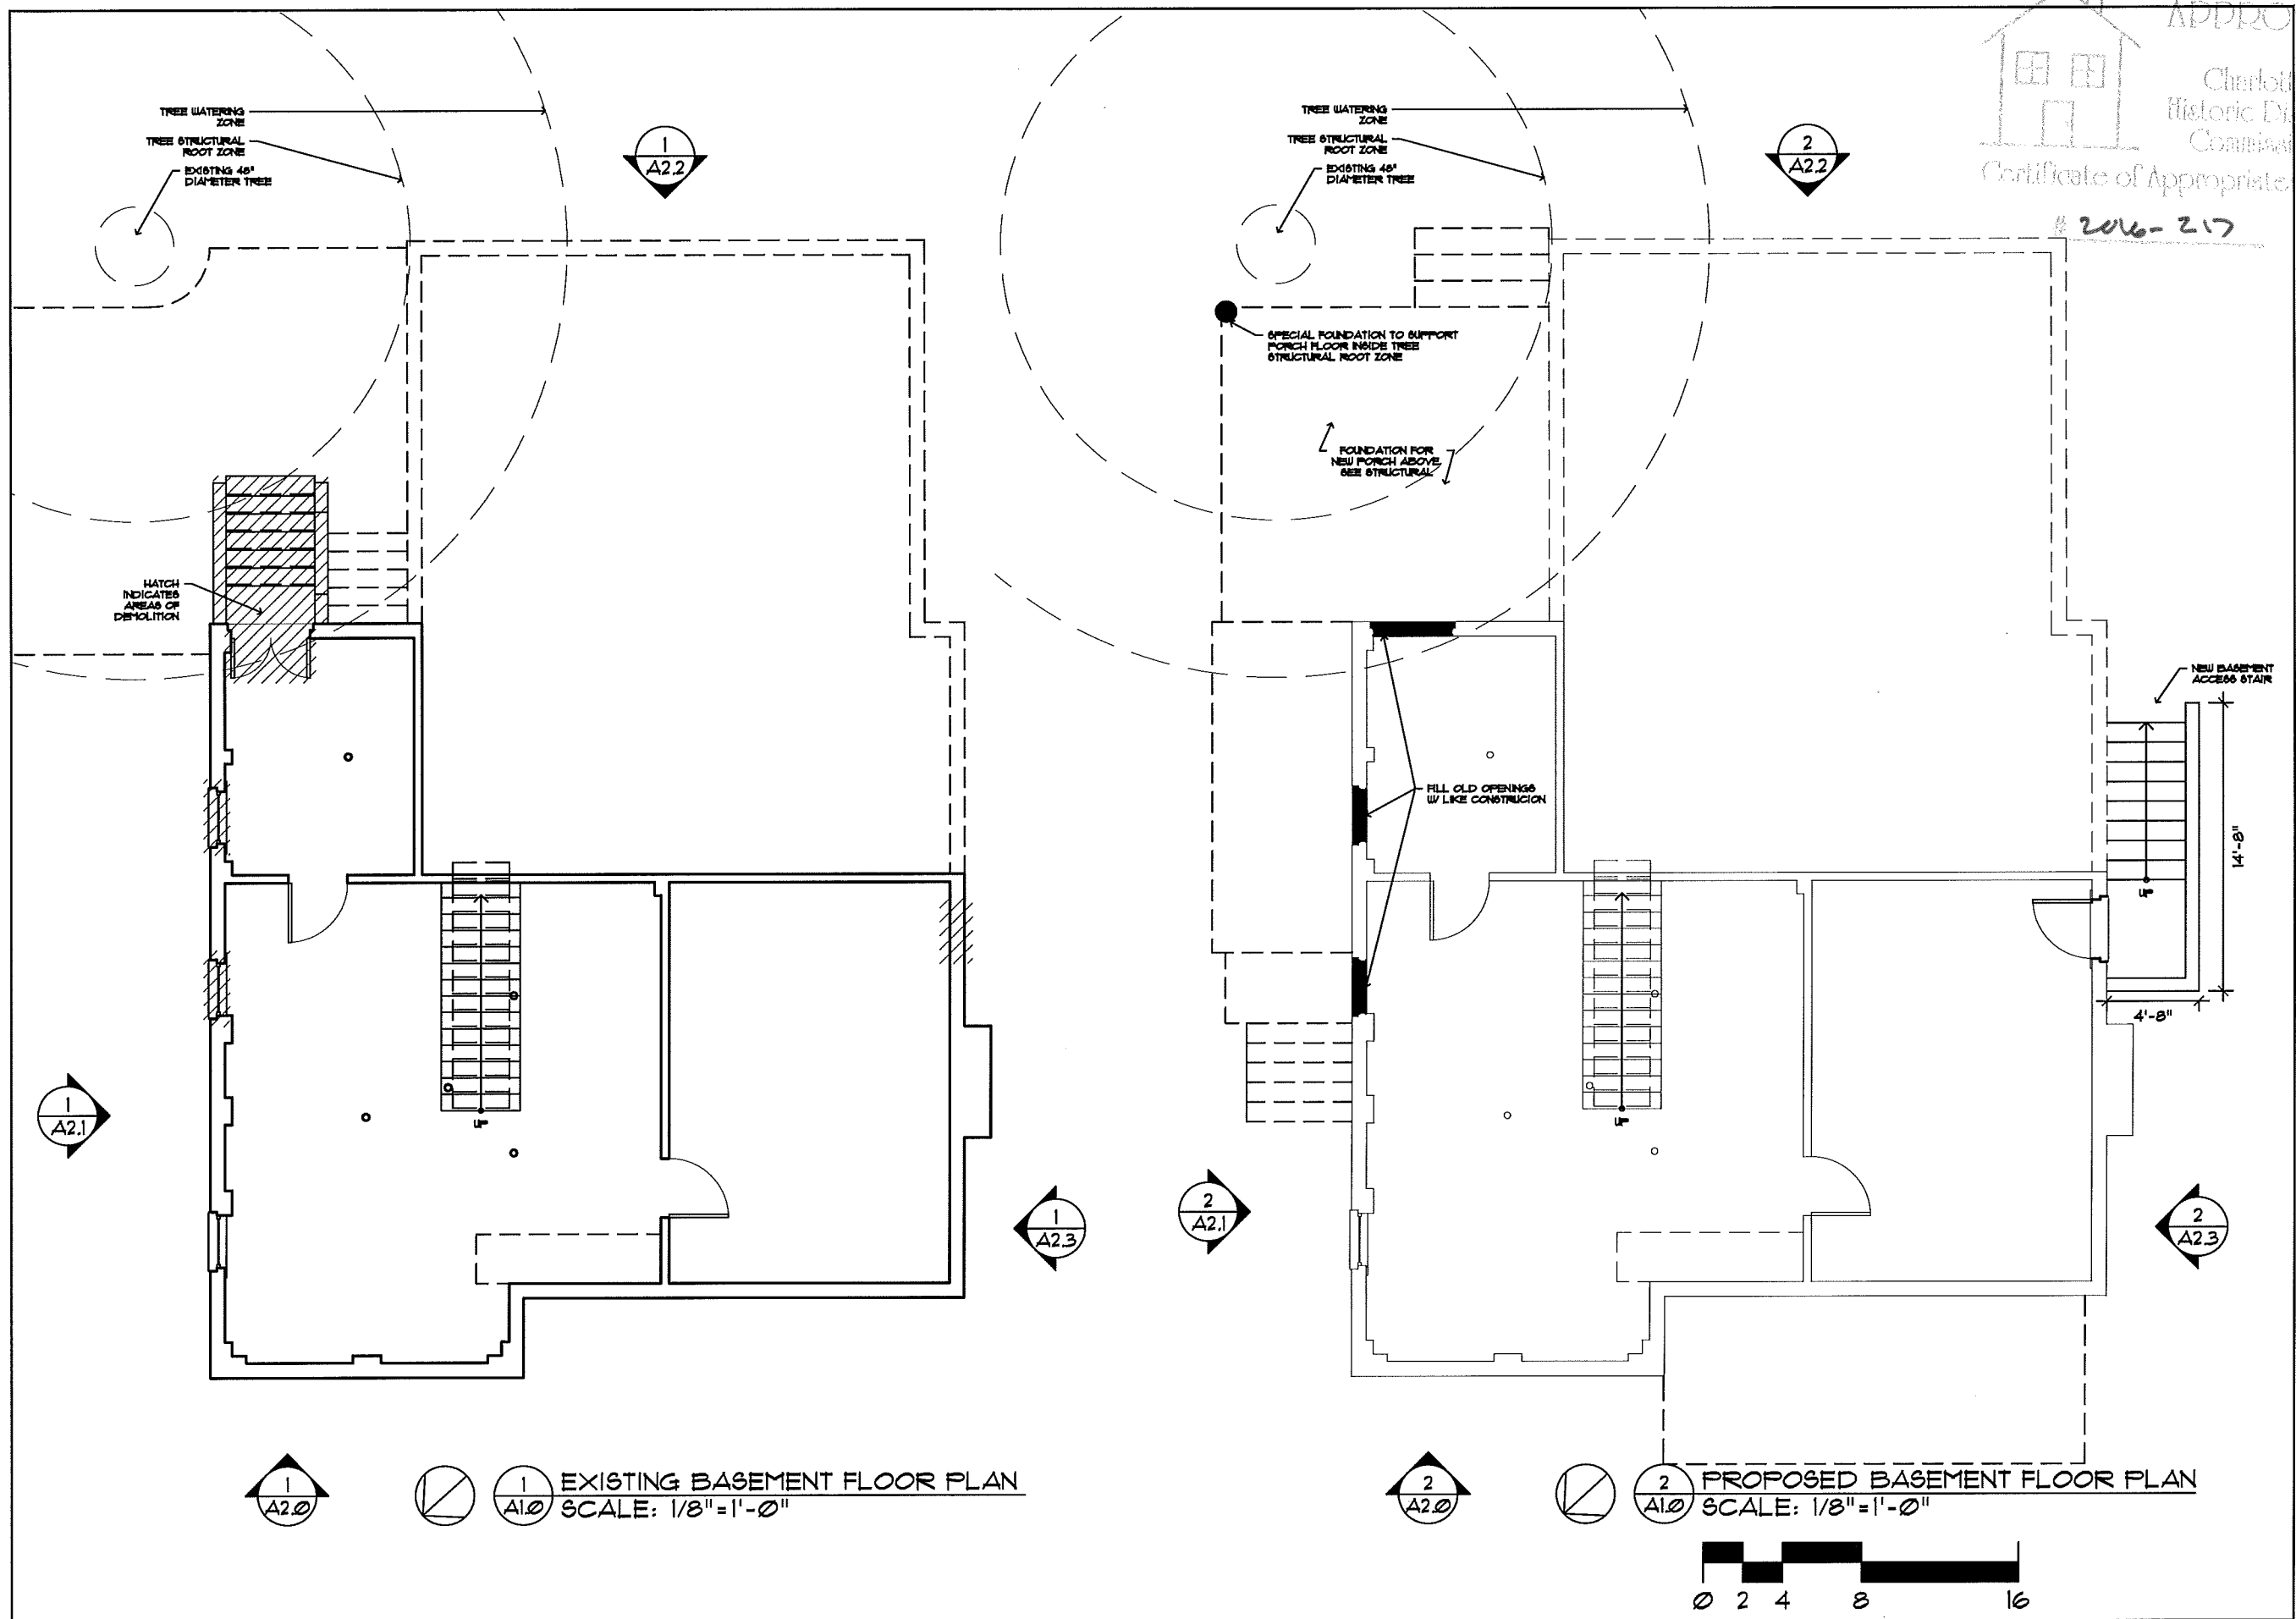 TREE WATERING
ZONE
TREE STRUCTURAL
ROOT ZONE
EXISTING 48"
DIAMETER TREE
1
A2.2
HATCH
INDICATES
AREAS OF
DEMOLITION
UP
1
A2.1
1
A2.3
1
A2.0
1
A1.0
EXISTING BASEMENT FLOOR PLAN
SCALE: 1/8"=1'-0"
TREE WATERING
ZONE
TREE STRUCTURAL
ROOT ZONE
EXISTING 48"
DIAMETER TREE
2
A2.2
Historic
Certificate of Appropriate
# 2016-217
SPECIAL FOUNDATION TO SUPPORT
PORCH FLOOR INSIDE TREE
STRUCTURAL ROOT ZONE
FOUNDATION FOR
NEW PORCH ABOVE
SEE STRUCTURAL
NEW BASEMENT
ACCESS STAIR
FILL OLD OPENINGS
W/ LIKE CONSTRUCION
14'-8"
UP
4'-8"
UP
2
A2.1
2
A2.3
2
A2.0
2
A1.0
PROPOSED BASEMENT FLOOR PLAN
SCALE: 1/8"=1'-0"
0 2 4 8 16